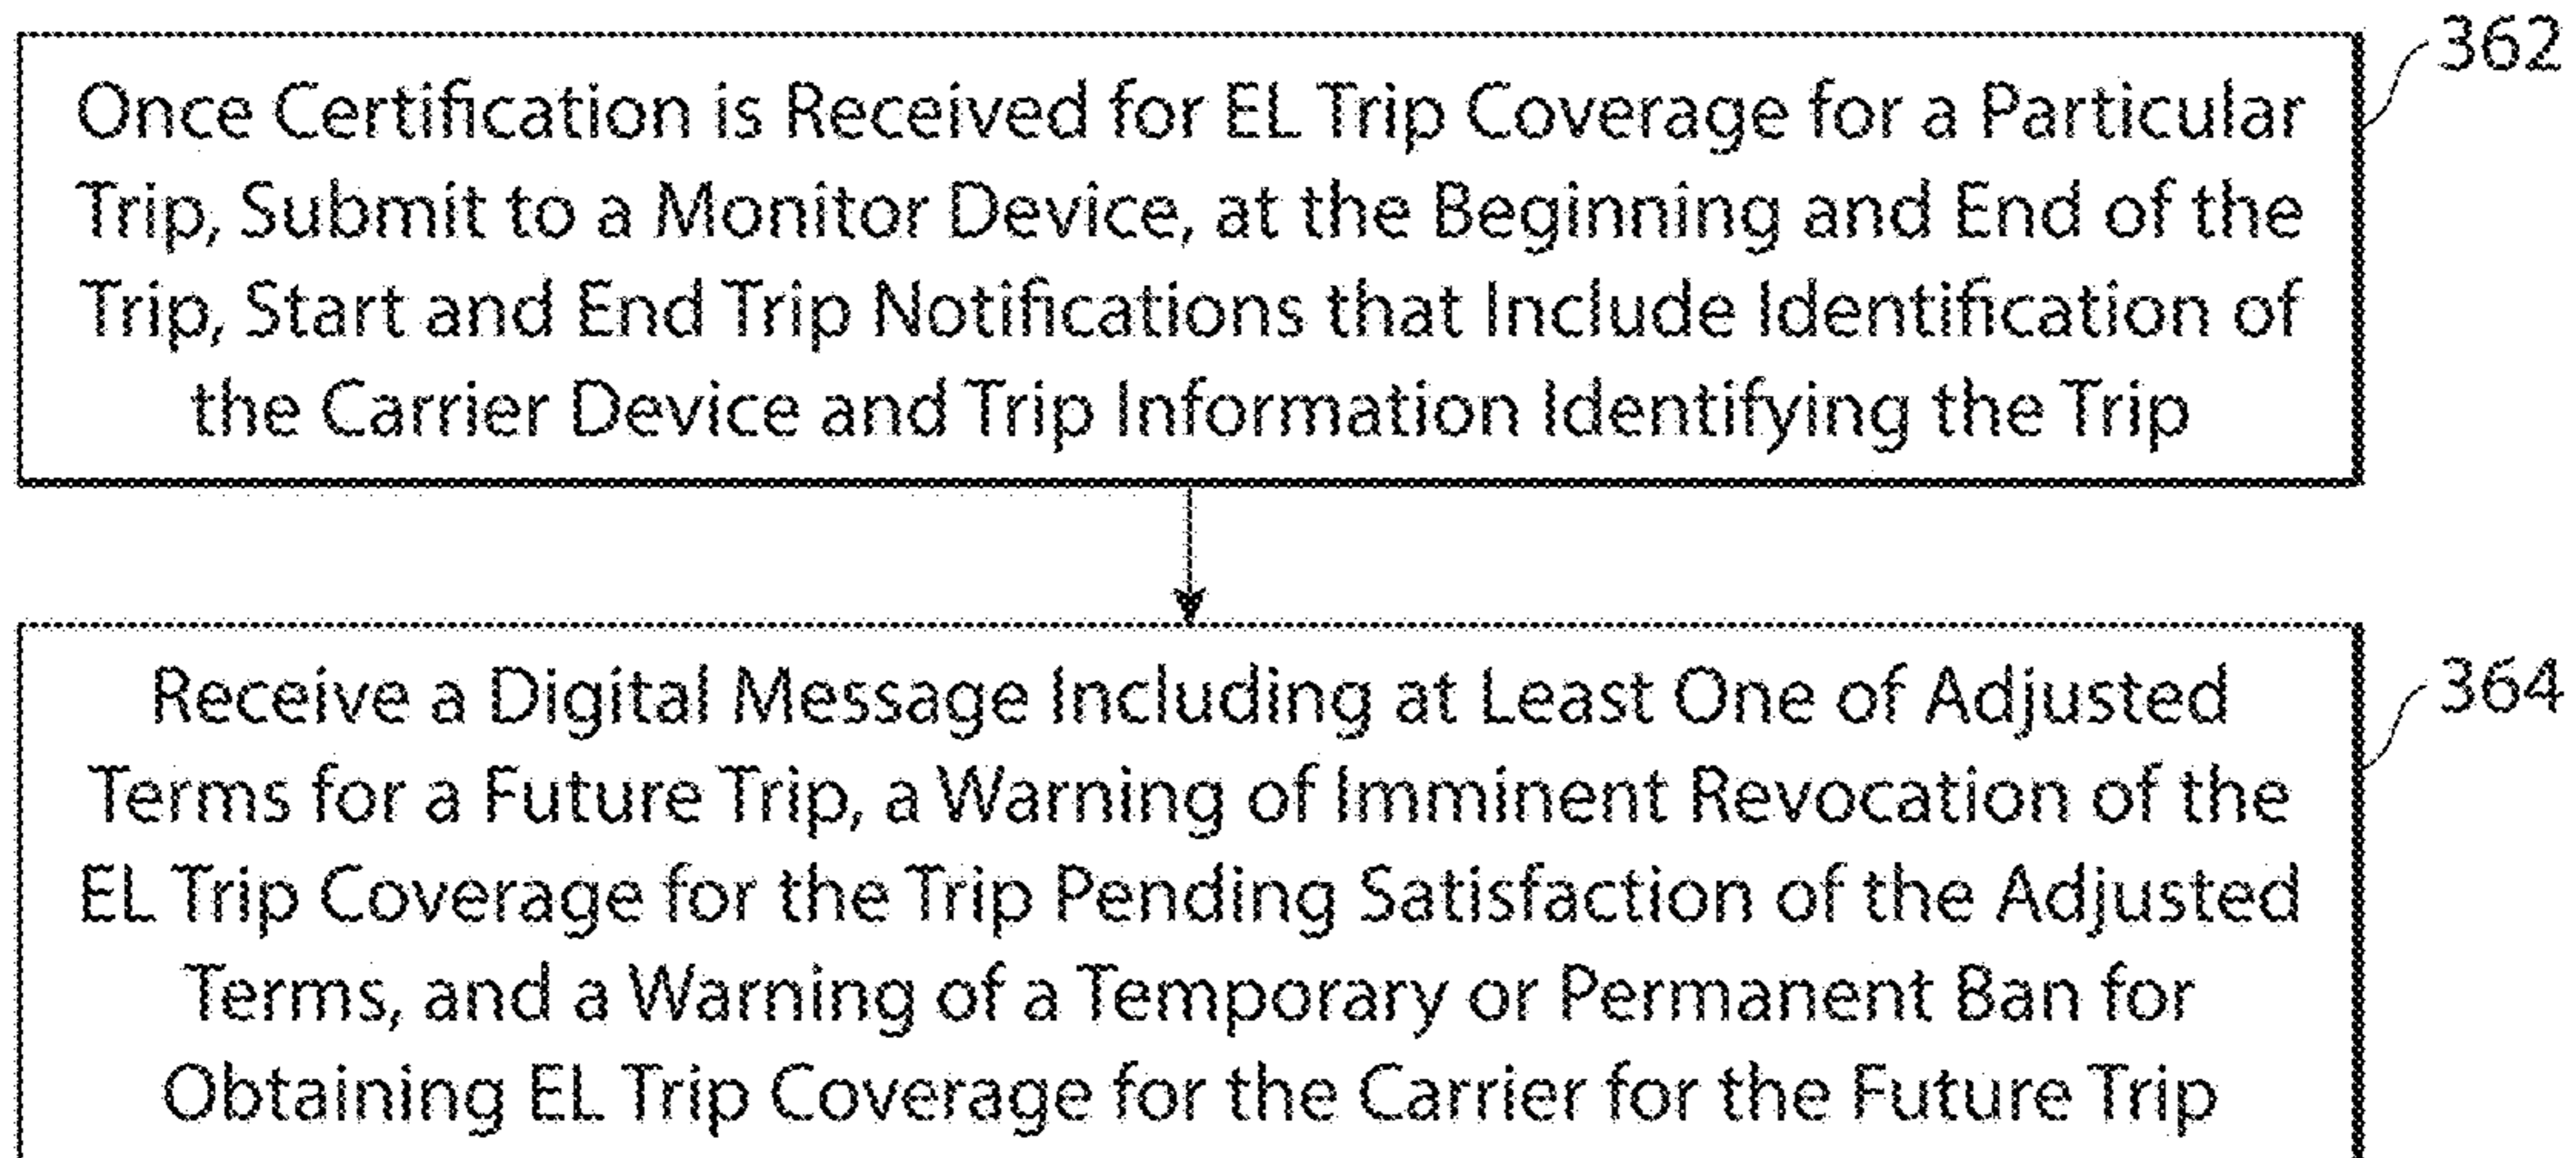 362
Once Certification is Received for EL Trip Coverage for a Particular
Trip, Submit to a Monitor Device, at the Beginning and End of the
Trip, Start and End Trip Notifications that Include Identification of
the Carrier Device and Trip Information Identifying the Trip
364
Receive a Digital Message Including at Least One of Adjusted
Terms for a Future Trip, a Warning of Imminent Revocation of the
EL Trip Coverage for the Trip Pending Satisfaction of the Adjusted
Terms, and a Warning of a Temporary or Permanent Ban for
Obtaining EL Trip Coverage for the Carrier for the Future Trip